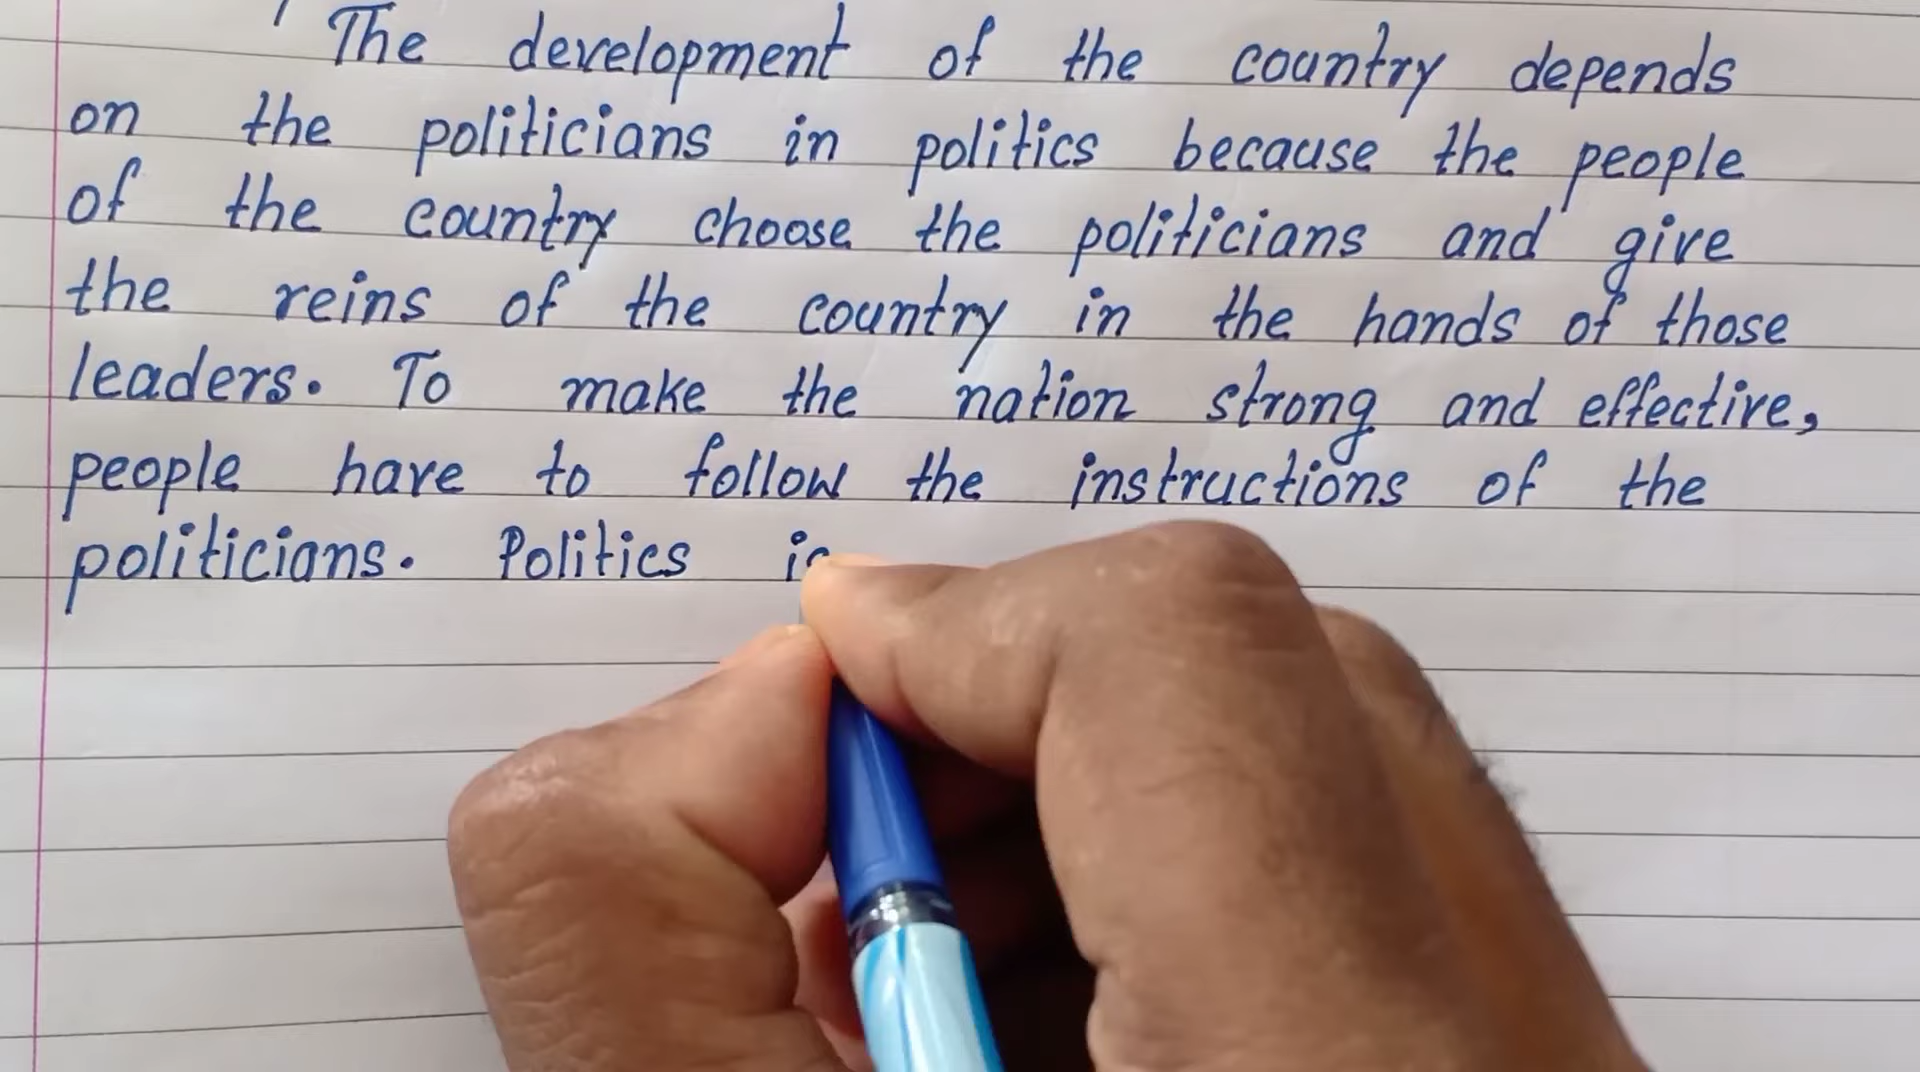 The development of the country depends
on the politicians in politics because the people
of the country choose the politicians and give
the reins of the country in the hands of those
leaders. To make the nation strong and effective,
people have to follow the instructions of the
politicians. Politics